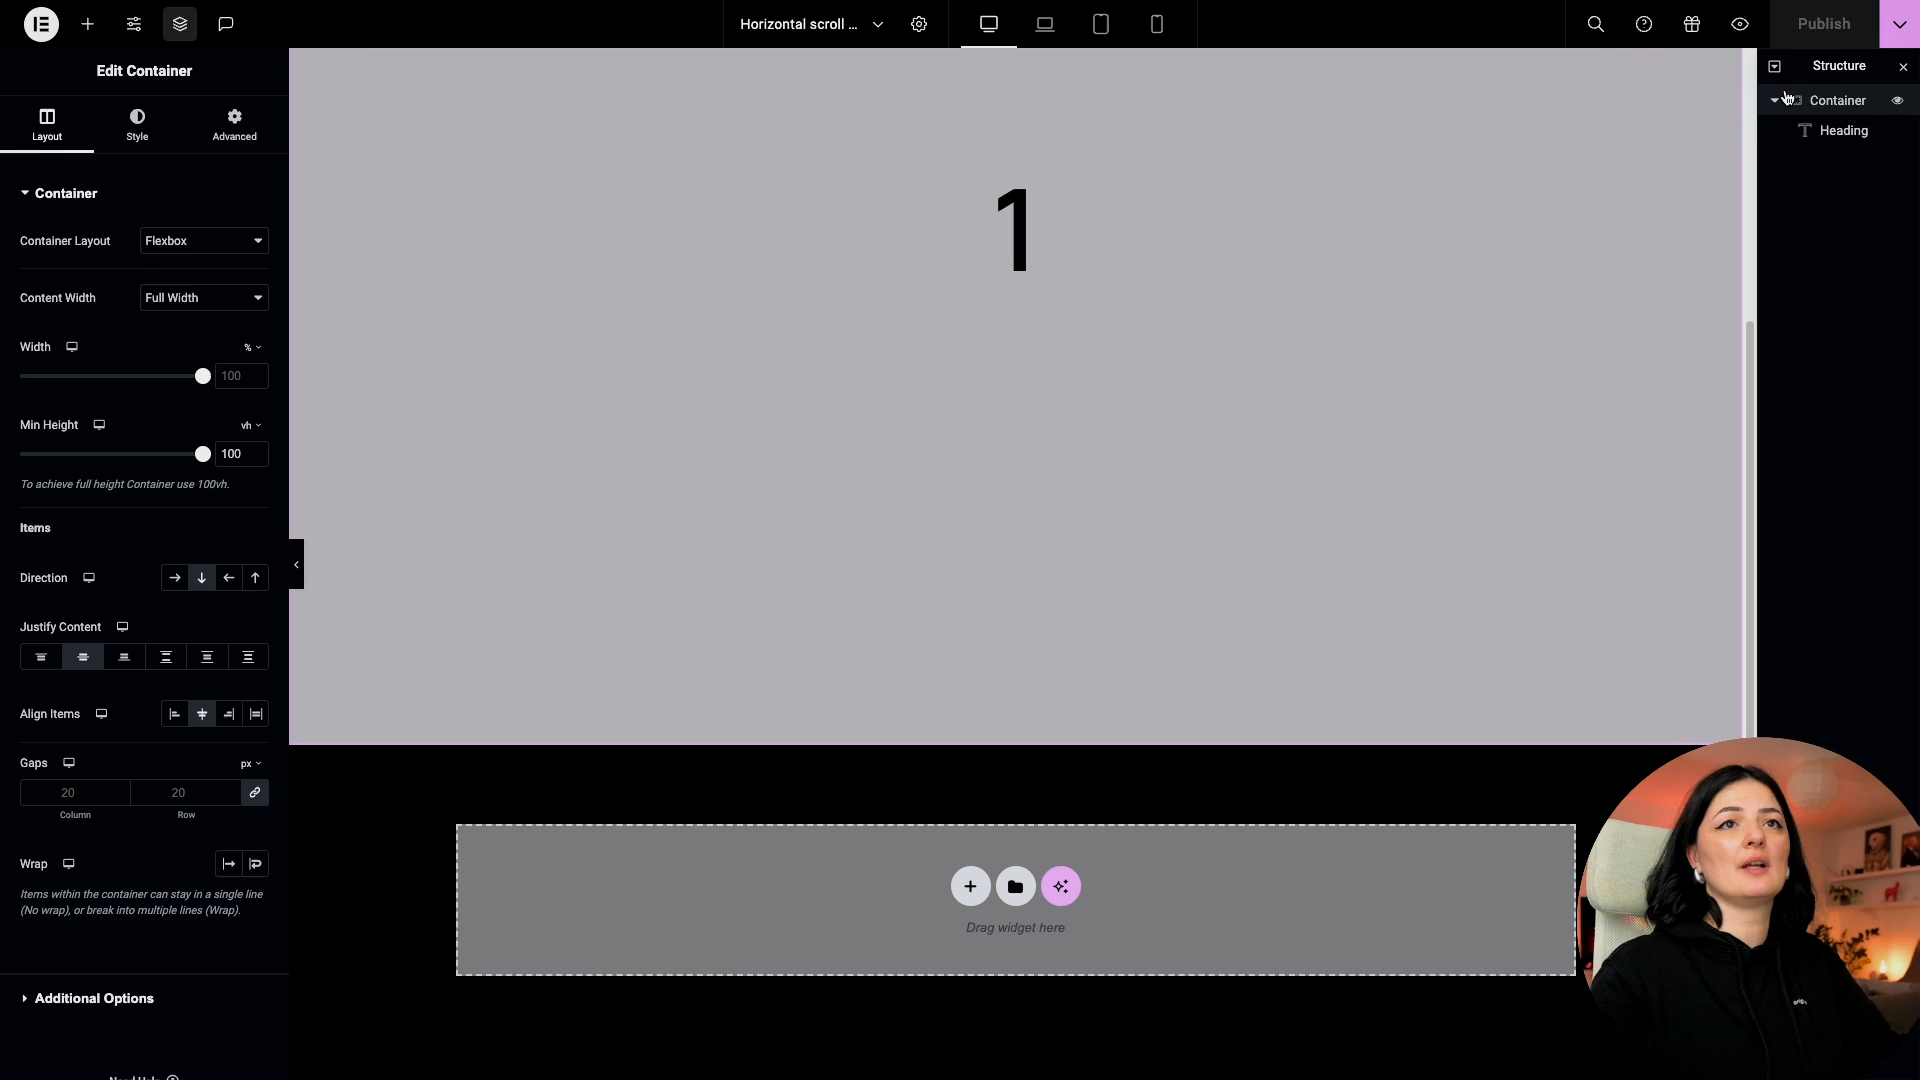 Horizontal scroll ...
Publish
Edit Container
Structure
Layout
Style
Advanced
Container
Heading
Container
Container Layout
Flexbox
Content Width
Full Width
Width
%
100
Min Height
vh
100
To achieve full height Container use 100vh.
Items
Direction
Justify Content
Align Items
Gaps
px
20
20
Column
Row
Wrap
Items within the container can stay in a single line
(No wrap), or break into multiple lines (Wrap).
Additional Options
Need Help
1
Drag widget here